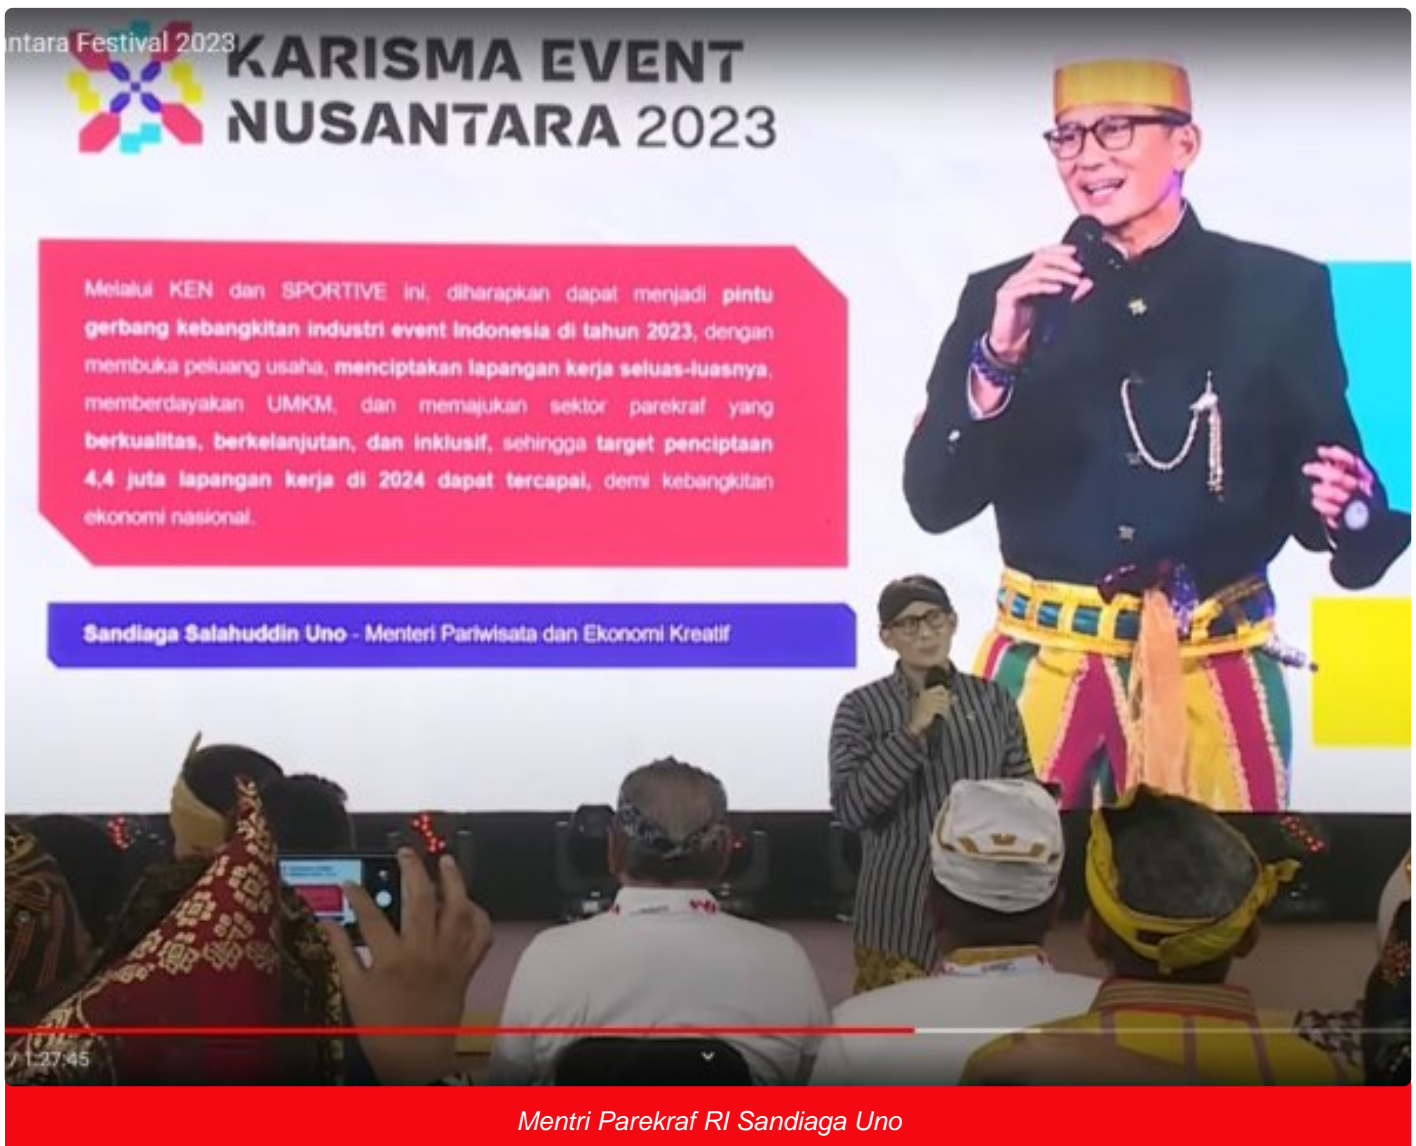 ntara Festival 2023
KARISMA EVENT
NUSANTARA 2023
Melalui KEN dan SPORTIVE ini, diharapkan dapat menjadi pintu
gerbang kebangkitan industri event Indonesia di tahun 2023, dengan
membuka peluang usaha, menciptakan lapangan kerja seluas-luasnya,
memberdayakan UMKM, dan memajukan sektor parekraf yang
berkualitas, berkelanjutan, dan inklusif, sehingga target penciptaan
4,4 juta lapangan kerja di 2024 dapat tercapai, demi kebangkitan
ekonomi nasional.
Sandiaga Salahuddin Uno - Menteri Pariwisata dan Ekonomi Kreatif
/ 1:27:45
Mentri Parekraf RI Sandiaga Uno